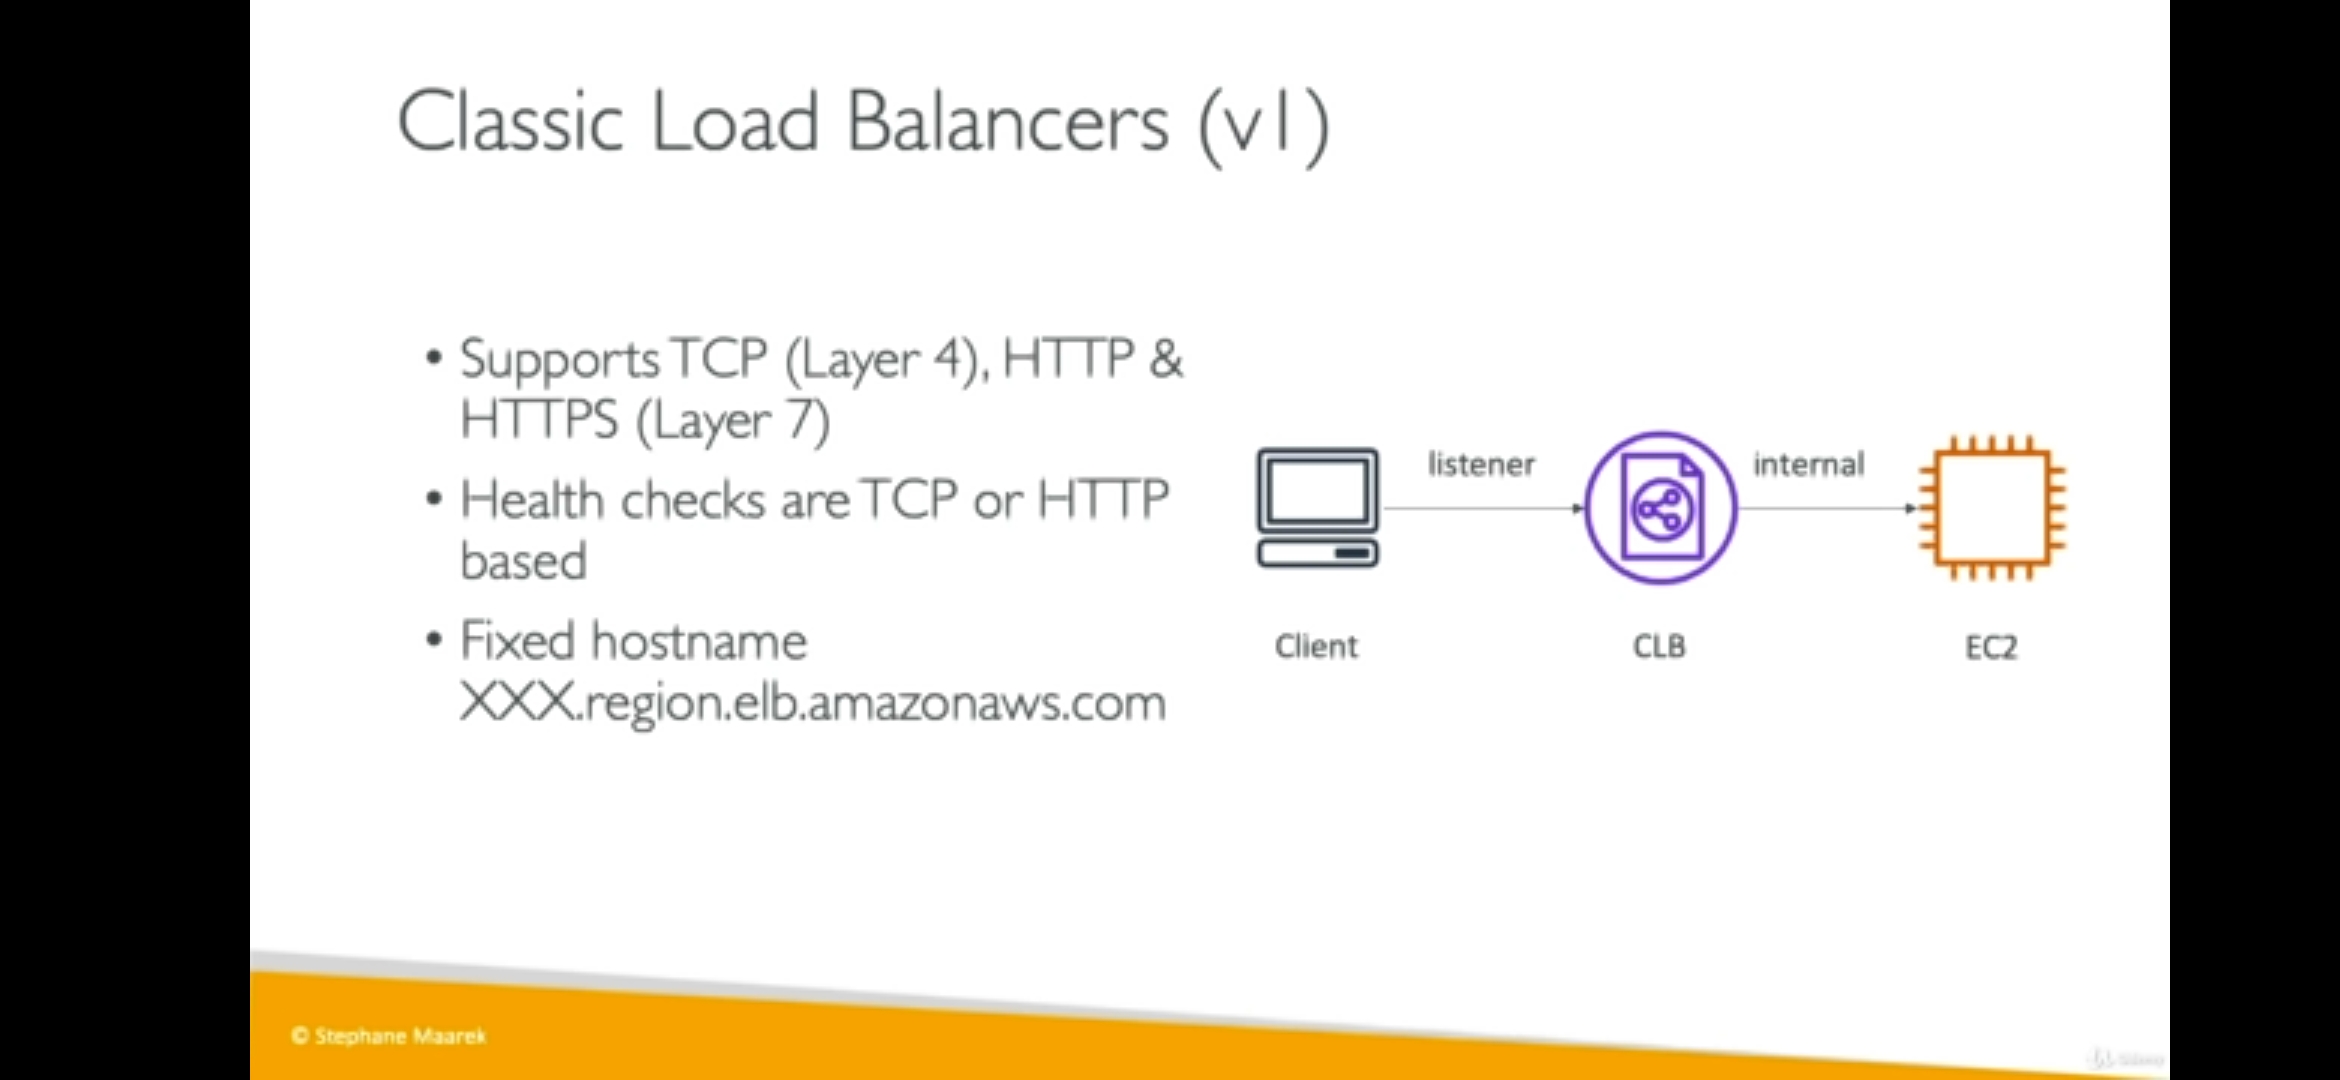 Classic Load Balancers (v1)
• Supports TCP (Layer 4), HTTP &
HTTPS (Layer 7)
• Health checks are TCP or HTTP
based
• Fixed hostname
XXX.region.elb.amazonaws.com
listener
internal
Client
CLB
EC2
© Stephane Maarek